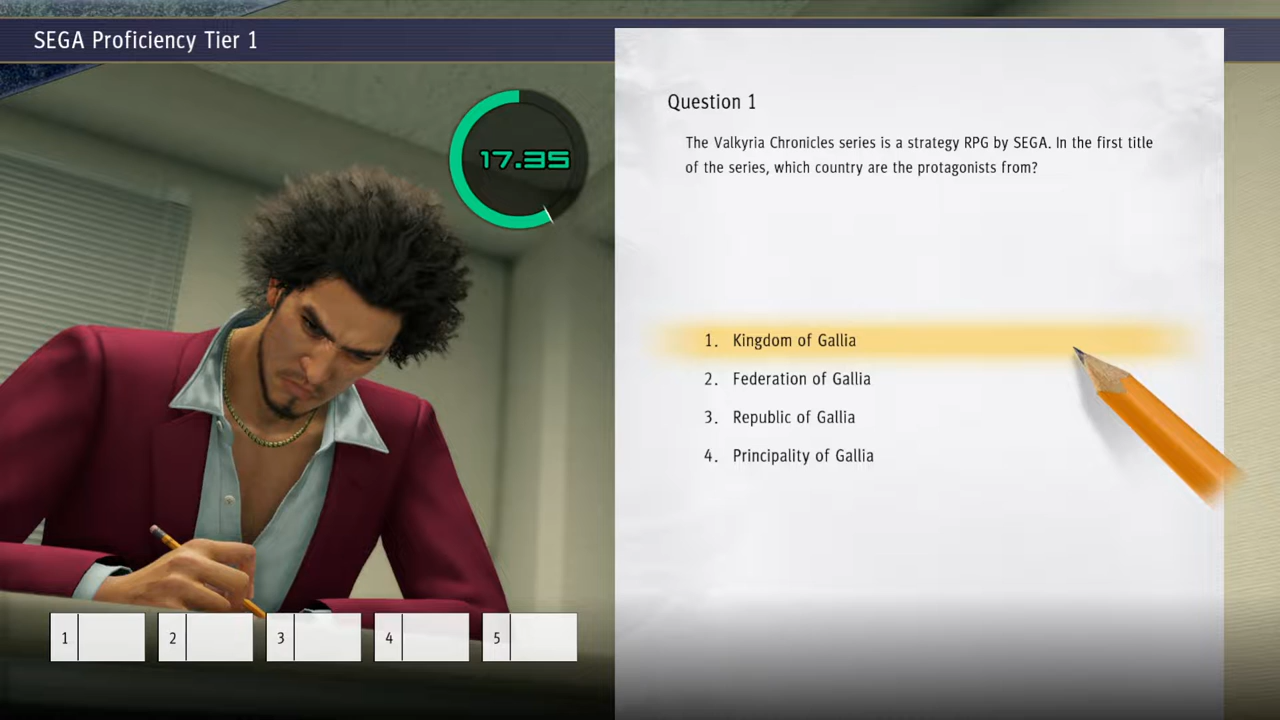 SEGA Proficiency Tier 1
17.35
Question 1
The Valkyria Chronicles series is a strategy RPG by SEGA. In the first title
of the series, which country are the protagonists from?
1. Kingdom of Gallia
2. Federation of Gallia
3. Republic of Gallia
4. Principality of Gallia
1 2 3 4 5